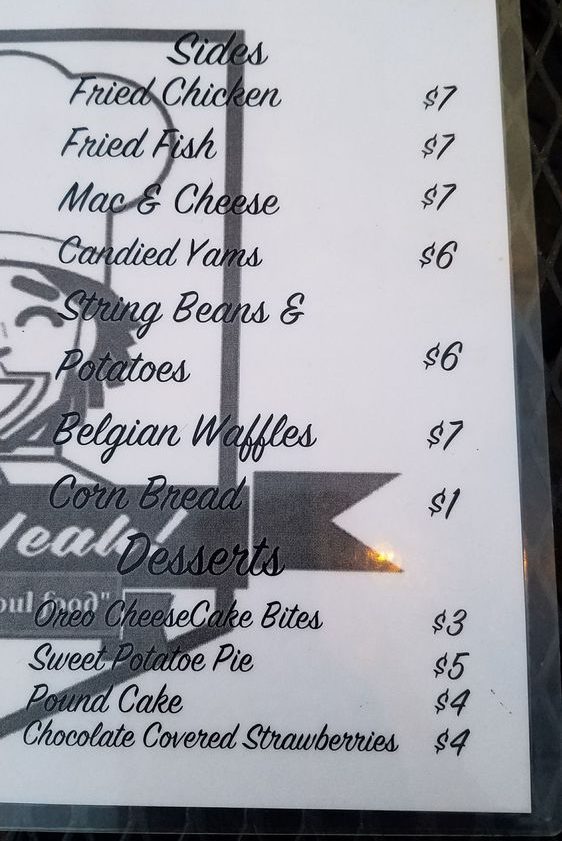 Sides
Fried Chicken $7
Fried Fish $7
Mac & Cheese $7
Candied Yams $6
String Beans &
Potatoes $6
Belgian Waffles $7
Corn Bread $1
Desserts
food"
Oreo CheeseCake Bites $3
Sweet Potatoe Pie $5
Pound Cake $4
Chocolate Covered Strawberries $4